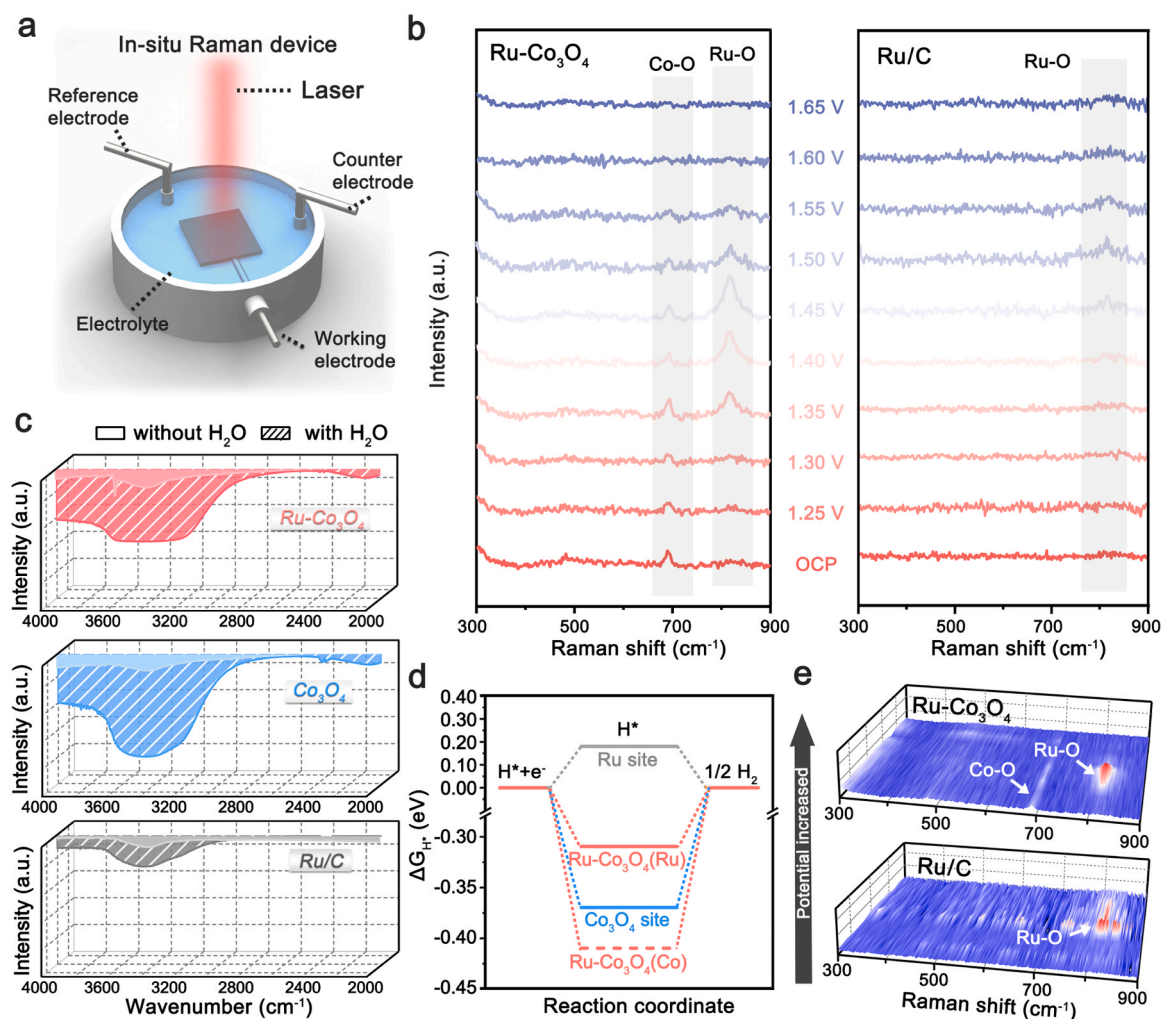 a
In-situ Raman device
Laser
Reference
electrode
Counter
electrode
Electrolyte
Working
electrode
b
Ru-Co₃O₄
Co-O
Ru-O
Ru/C
Ru-O
1.65 V
1.60 V
1.55 V
1.50 V
1.45 V
1.40 V
1.35 V
1.30 V
1.25 V
OCP
Intensity (a.u.)
300 500 700 900
Raman shift (cm⁻¹)
300 500 700 900
Raman shift (cm⁻¹)
c
without H₂O with H₂O
Intensity (a.u.)
Ru-Co₃O₄
4000 3600 3200 2800 2400 2000
Intensity (a.u.)
Co₃O₄
4000 3600 3200 2800 2400 2000
Intensity (a.u.)
Ru/C
4000 3600 3200 2800 2400 2000
Wavenumber (cm⁻¹)
d
ΔG_H* (eV)
0.40
0.30
0.20
0.10
0.00
-0.30
-0.35
-0.40
-0.45
H*+e⁻
H*
Ru site
1/2 H₂
Ru-Co₃O₄(Ru)
Co₃O₄ site
Ru-Co₃O₄(Co)
Reaction coordinate
e
Potential increased
Ru-Co₃O₄
Co-O
Ru-O
300 500 700 900
Ru/C
Ru-O
300 500 700 900
Raman shift (cm⁻¹)